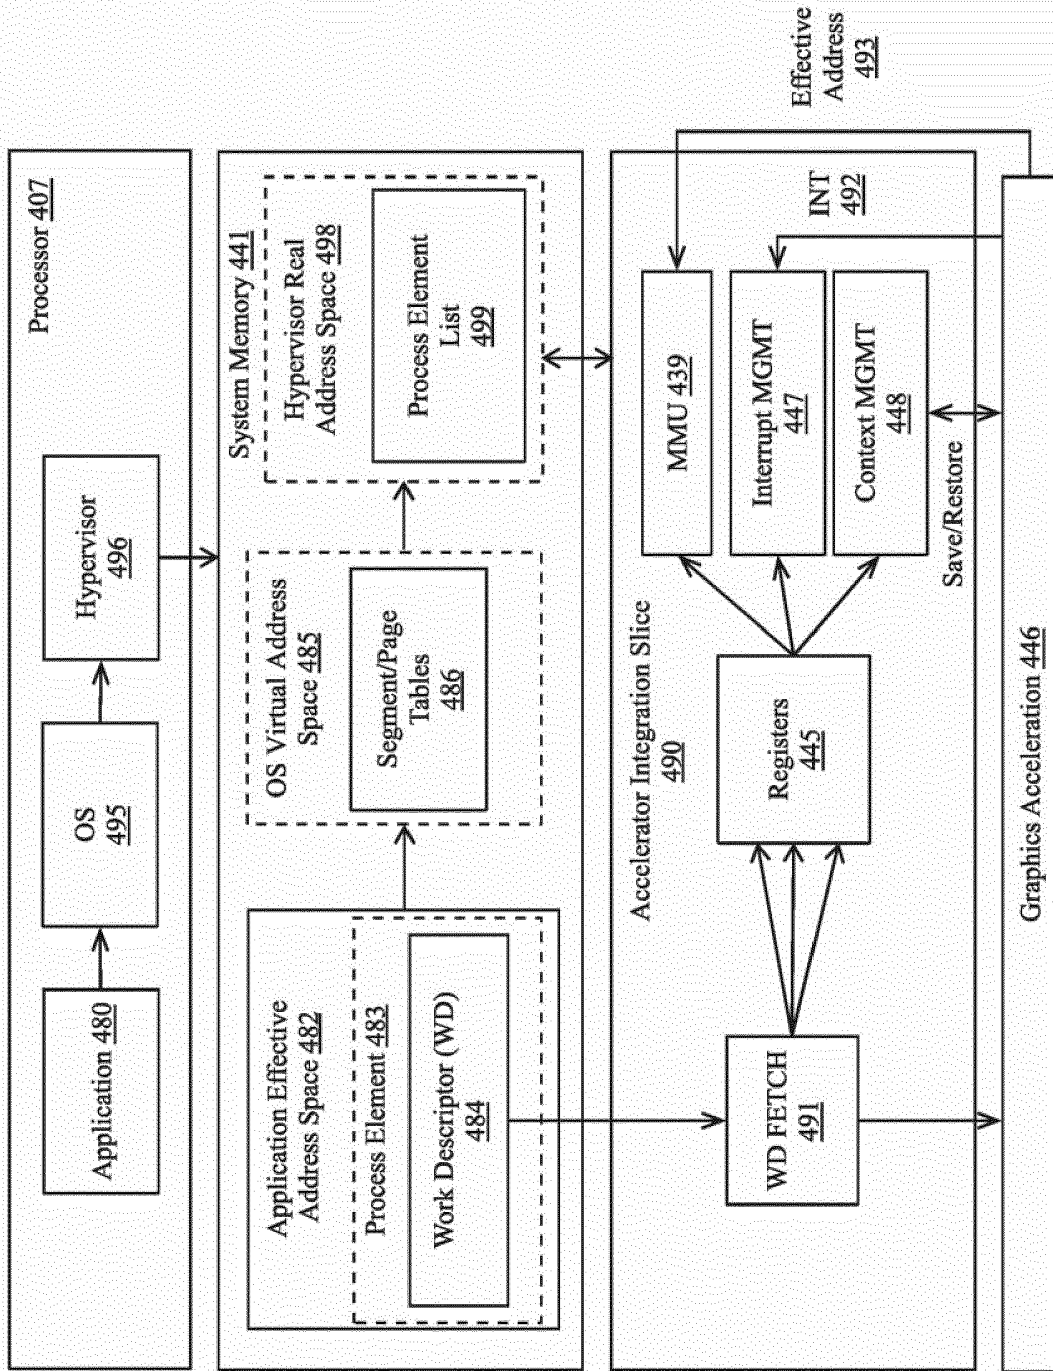 Processor 407
Application 480
OS
495
Hypervisor
496
System Memory 441
Application Effective
Address Space 482
Process Element 483
Work Descriptor (WD)
484
OS Virtual Address
Space 485
Segment/Page
Tables
486
Hypervisor Real
Address Space 498
Process Element
List
499
Accelerator Integration Slice
490
WD FETCH
491
Registers
445
MMU 439
Interrupt MGMT
447
Context MGMT
448
Save/Restore
INT
492
Effective
Address
493
Graphics Acceleration 446